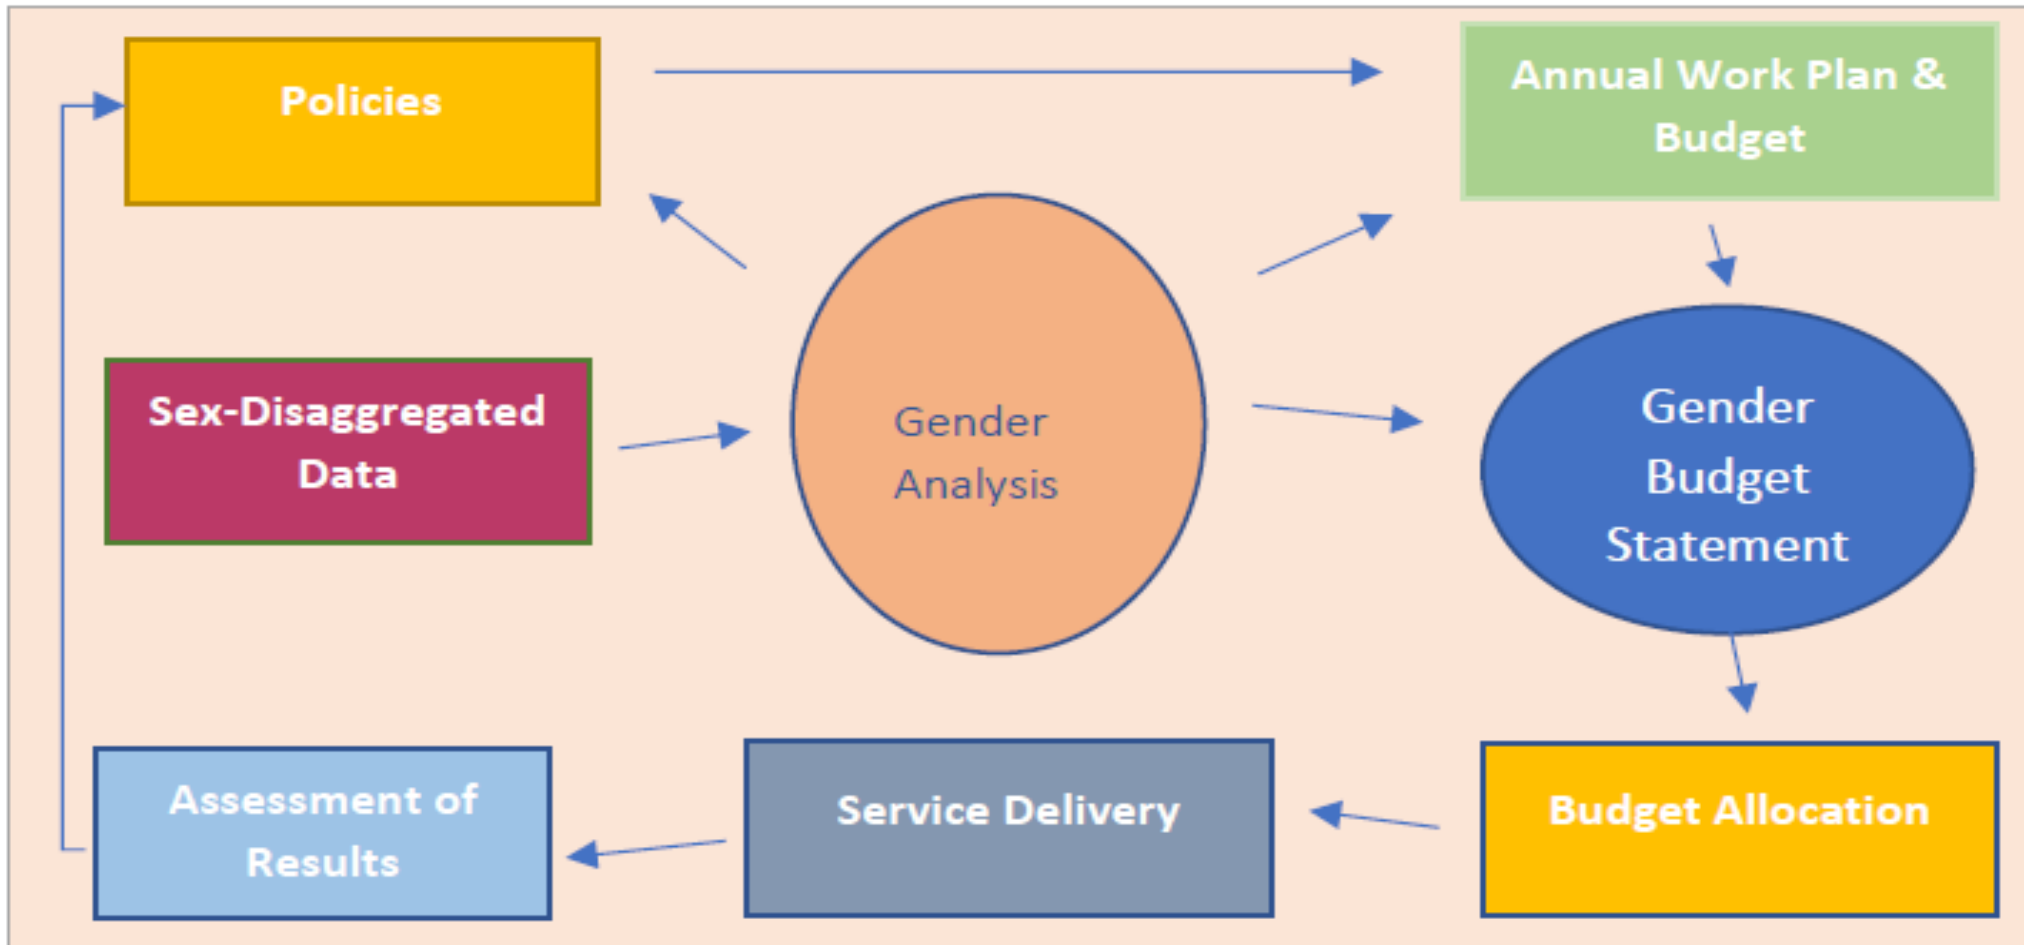 Policies
Annual Work Plan &
Budget
Sex-Disaggregated
Data
Gender
Analysis
Gender
Budget
Statement
Assessment of
Results
Service Delivery
Budget Allocation